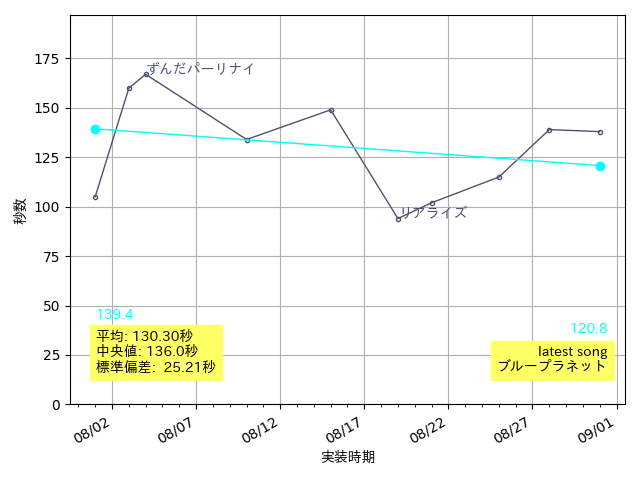 175
150
125
100
75
50
25
0
秒数
ずんだパーリナイ
リアライズ
139.4
平均: 130.30秒
中央値: 136.0秒
標準偏差:  25.21秒
120.8
latest song
ブループラネット
08/02
08/07
08/12
08/17
08/22
08/27
09/01
実装時期